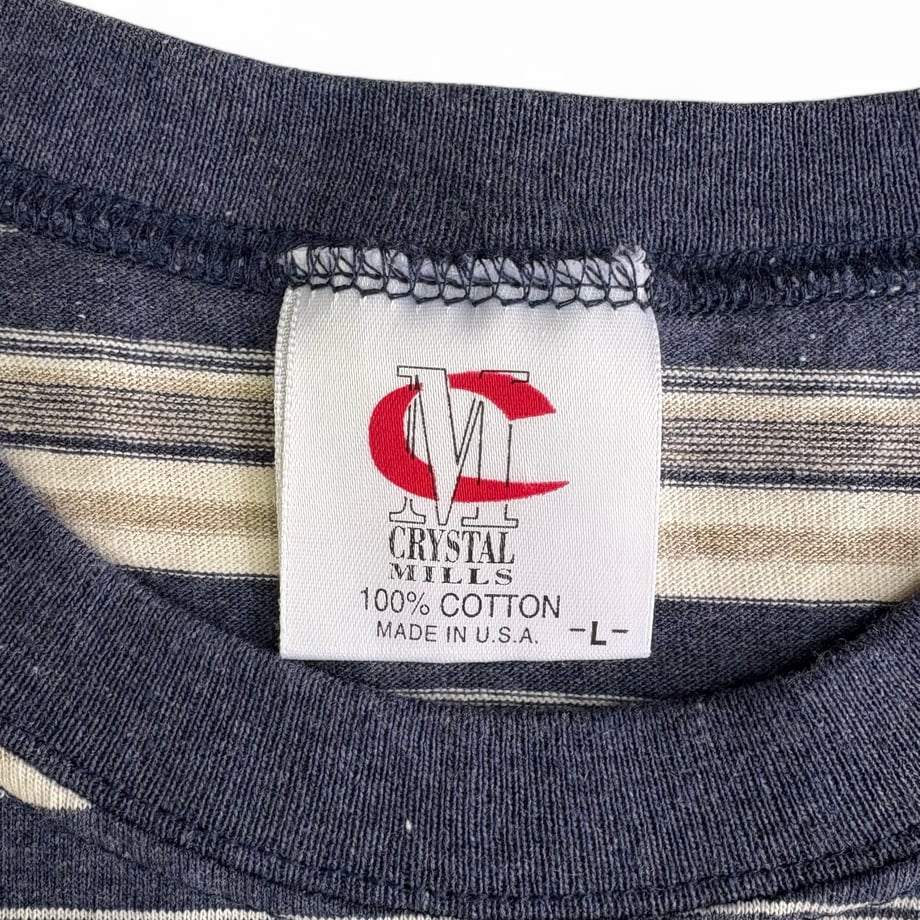 CM
CRYSTAL
MILLS
100% COTTON
MADE IN U.S.A. -L-